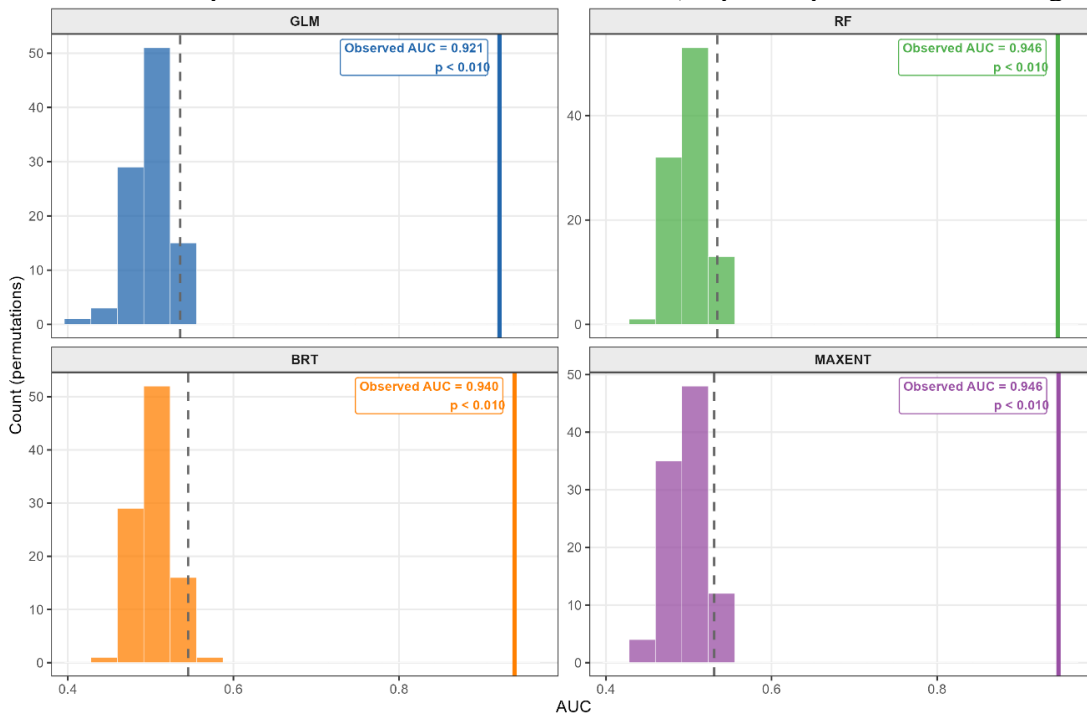 GLM
RF
Observed AUC = 0.921
p < 0.010
Observed AUC = 0.946
p < 0.010
50
40
30
20
10
0
40
20
0
BRT
MAXENT
Observed AUC = 0.940
p < 0.010
Observed AUC = 0.946
p < 0.010
50
40
30
20
10
0
50
40
30
20
10
0
0.4
0.6
0.8
0.4
0.6
0.8
Count (permutations)
AUC